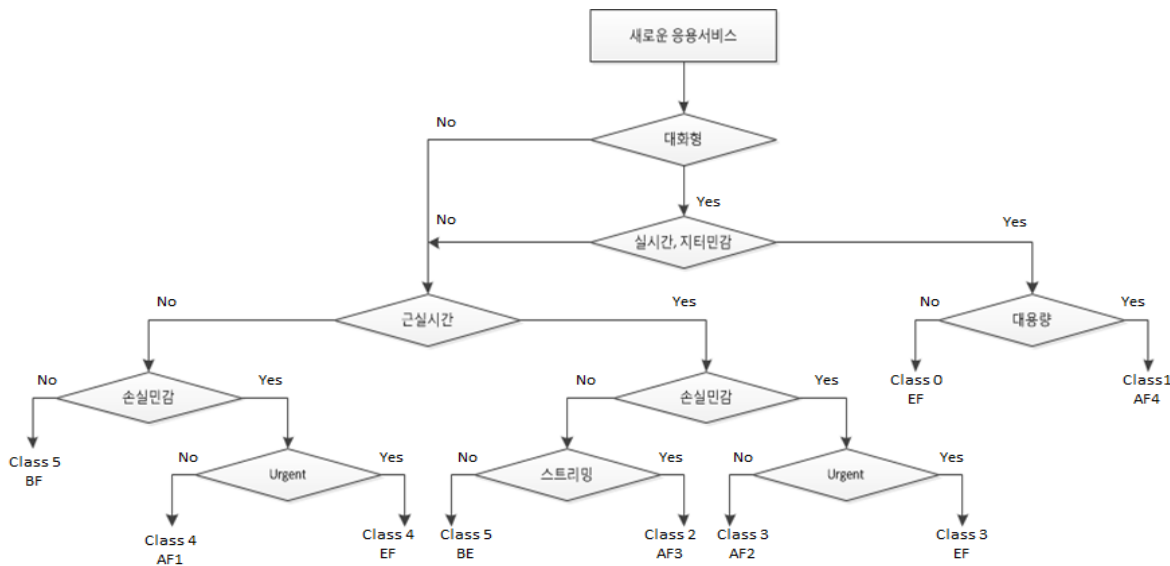 새로운 응용서비스
No
대화형
Yes
No
Yes
실시간, 지티민감
No
Yes
No
Yes
근실시간
대용량
No
Yes
No
Yes
Class 0
EF
Class1
AF4
손실민감
손실민감
Class 5
BF
No
Yes
No
Yes
No
Yes
Urgent
스트리밍
Urgent
Class 4
AF1
Class 4
EF
Class 5
BE
Class 2
AF3
Class 3
AF2
Class 3
EF